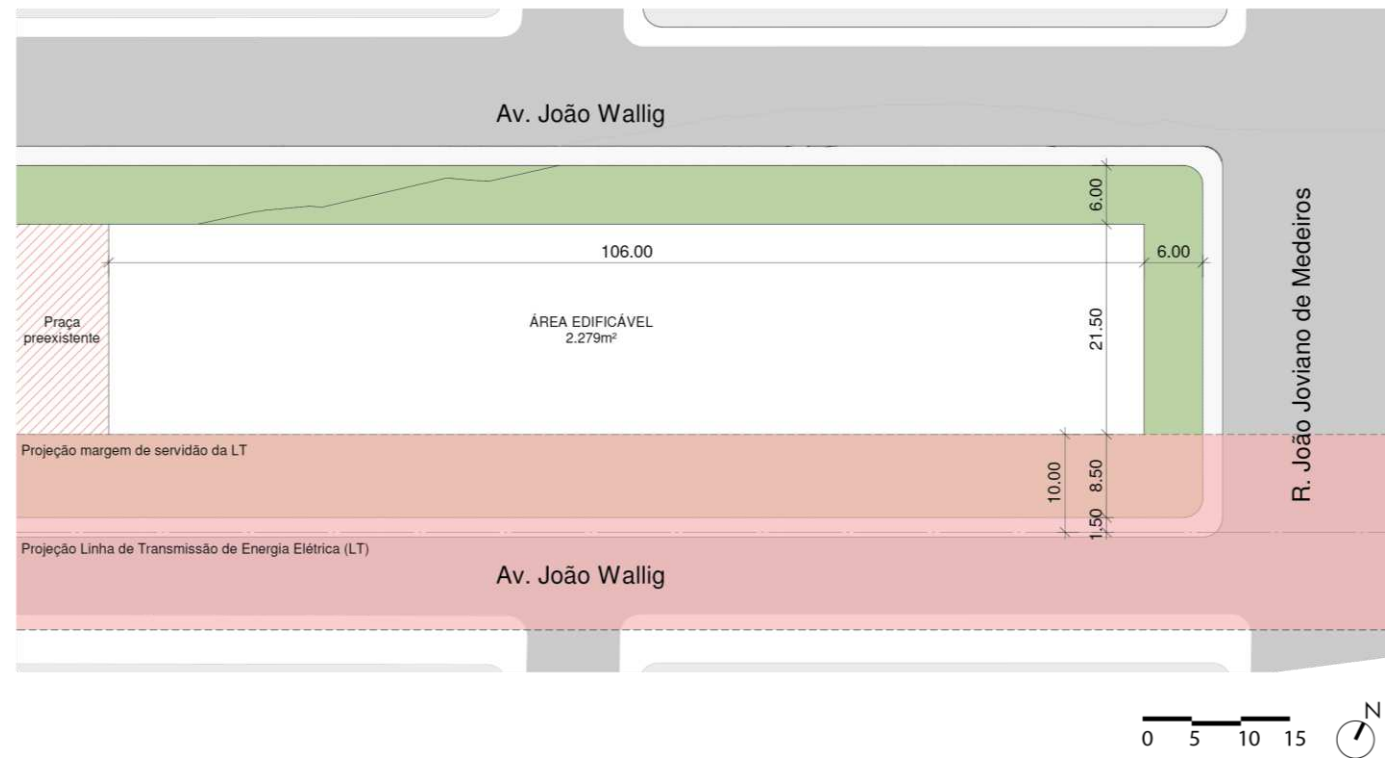 Av. João Wallig
6.00
106.00
6.00
Praça
preexistente
ÁREA EDIFICÁVEL
2.279m²
21.50
R. João Joviano de Medeiros
Projeção margem de servidão da LT
10.00
8.50
1.50
Projeção Linha de Transmissão de Energia Elétrica (LT)
Av. João Wallig
N
0 5 10 15